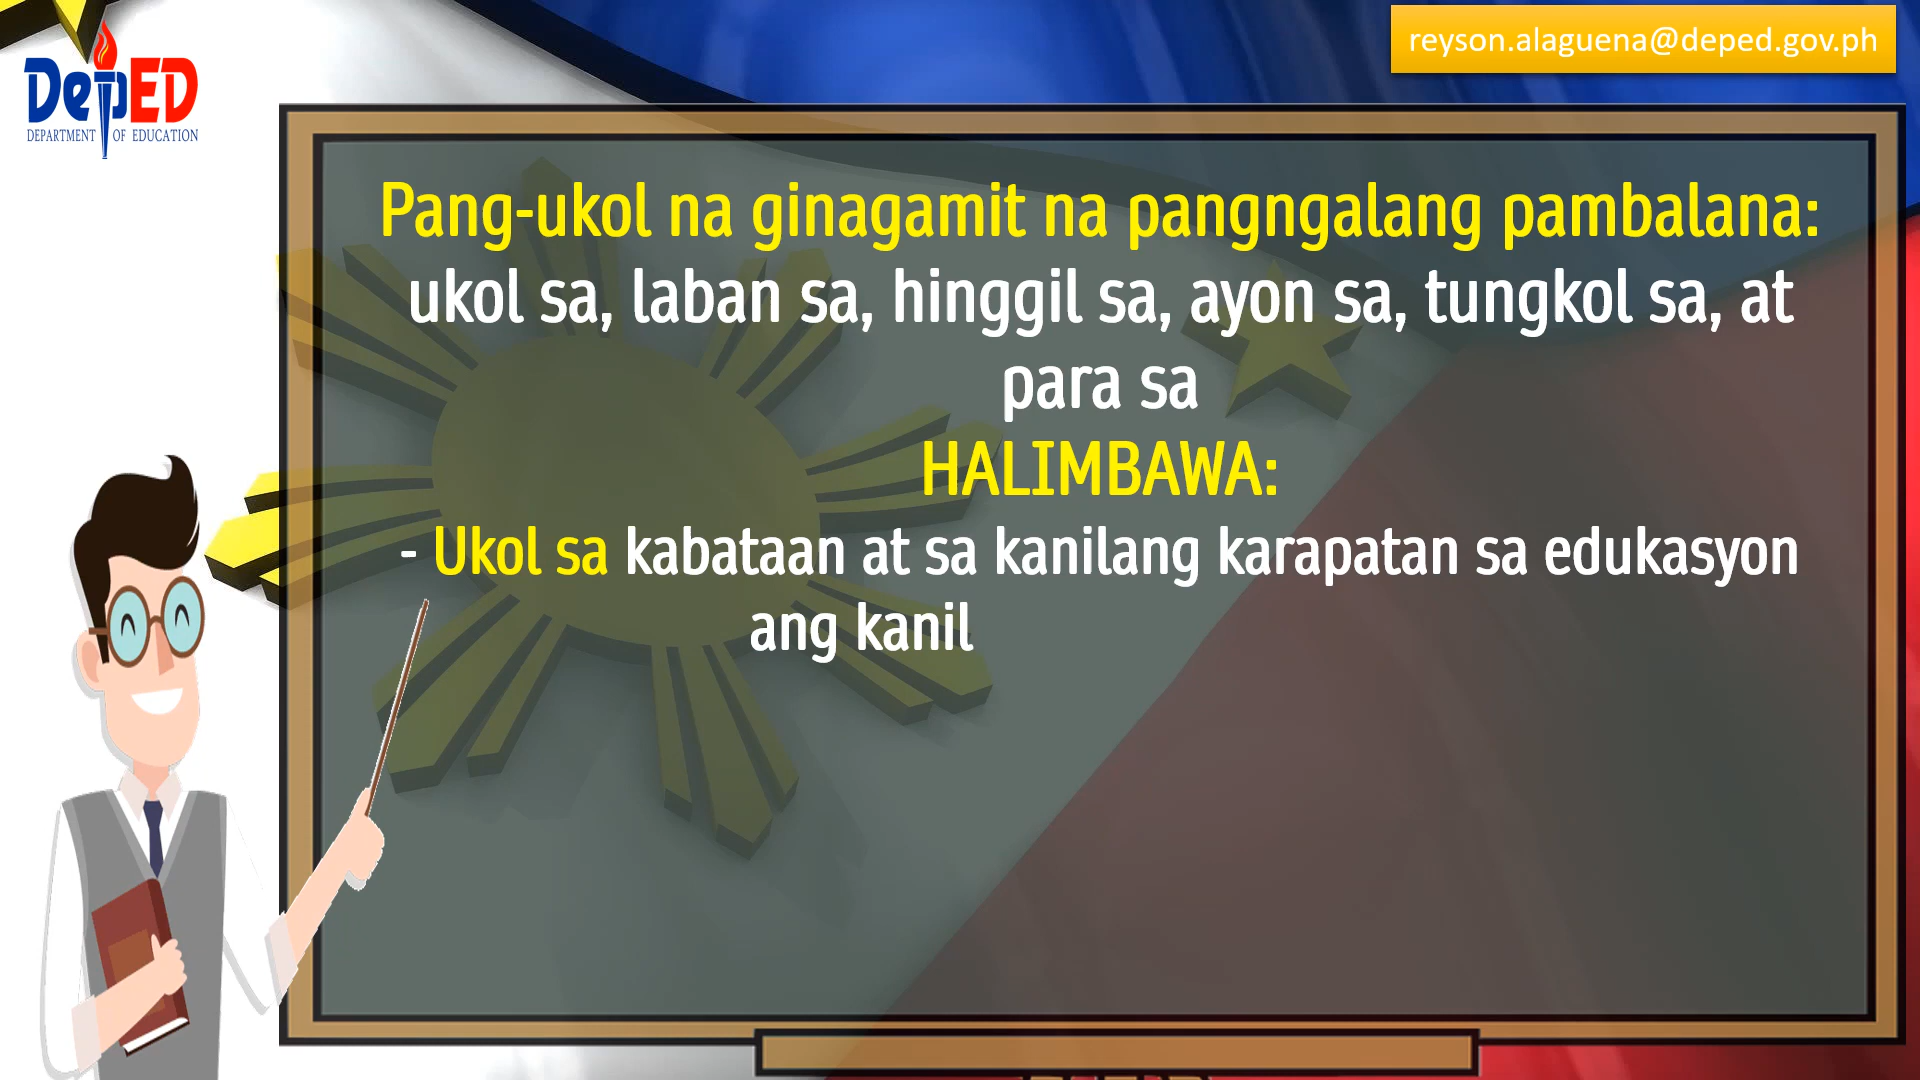 reyson.alaguena@deped.gov.ph
DepED
DEPARTMENT OF EDUCATION
Pang-ukol na ginagamit na pangngalang pambalana:
ukol sa, laban sa, hinggil sa, ayon sa, tungkol sa, at
para sa
HALIMBAWA:
- Ukol sa kabataan at sa kanilang karapatan sa edukasyon
ang kanil